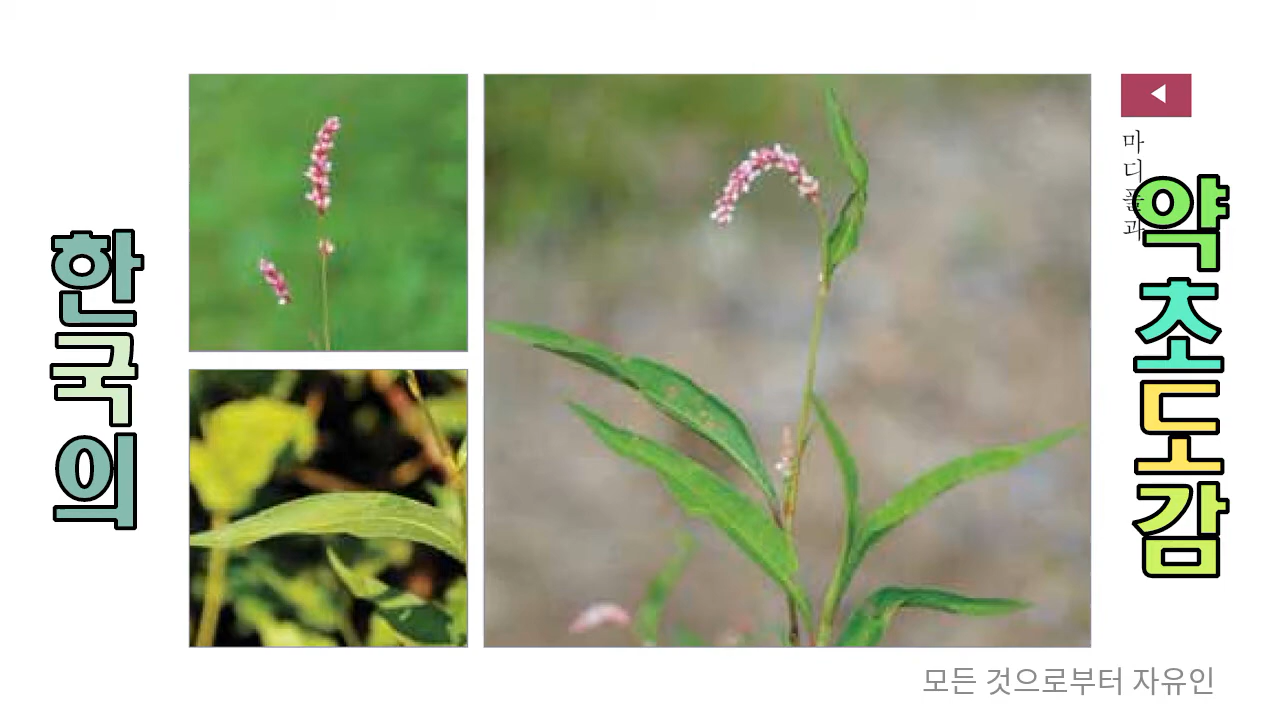 한국의
마디풀과
약초도감
모든 것으로부터 자유인